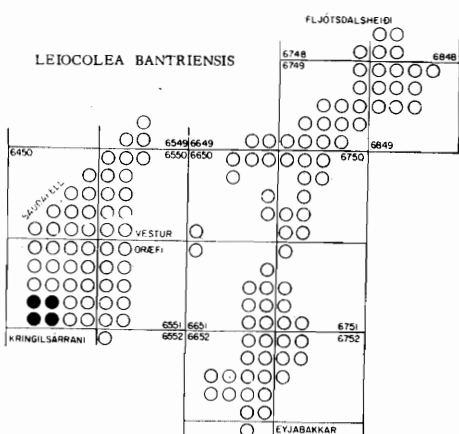 FLJÓTSDALSHEIÐI
LEIOCOLEA BANTRIENSIS
6748 6848
6749
6549 6649
6450 6550 6650 6750 6849
SAUÐAFELL
VESTUR
ÖRÆFI
6551 6651 6751
KRINGILSÁRRANI 6552 6652 6752
EYJABAKKAR